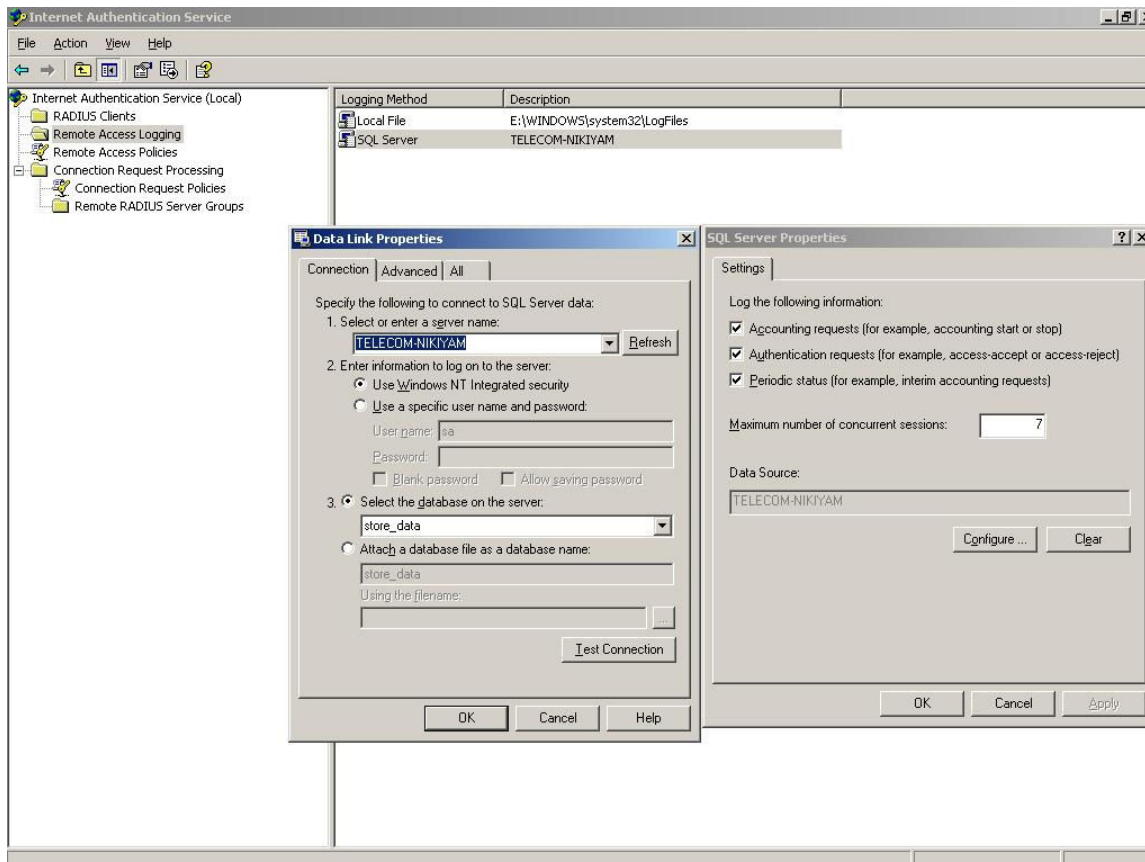 Internet Authentication Service
File Action View Help
Internet Authentication Service (Local)
RADIUS Clients
Remote Access Logging
Remote Access Policies
Connection Request Processing
Connection Request Policies
Remote RADIUS Server Groups
Logging Method Description
Local File E:\WINDOWS\system32\LogFiles
SQL Server TELECOM-NIKIYAM
Data Link Properties
Connection Advanced All
Specify the following to connect to SQL Server data:
1. Select or enter a server name:
TELECOM-NIKIYAM Refresh
2. Enter information to log on to the server:
Use Windows NT Integrated security
Use a specific user name and password:
User name: sa
Password:
Blank password Allow saving password
3. Select the database on the server:
store_data
Attach a database file as a database name:
store_data
Using the filename:
...
Test Connection
OK Cancel Help
SQL Server Properties
Settings
Log the following information:
Accounting requests (for example, accounting start or stop)
Authentication requests (for example, access-accept or access-reject)
Periodic status (for example, interim accounting requests)
Maximum number of concurrent sessions: 7
Data Source:
TELECOM-NIKIYAM
Configure ... Clear
OK Cancel Apply